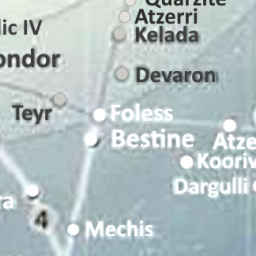 Quarzite
Atzerri
lic IV
Kelada
ondor
Devaron
Teyr
Foless
Bestine
Atze
Kooriv
Dargulli
ra
4
Mechis